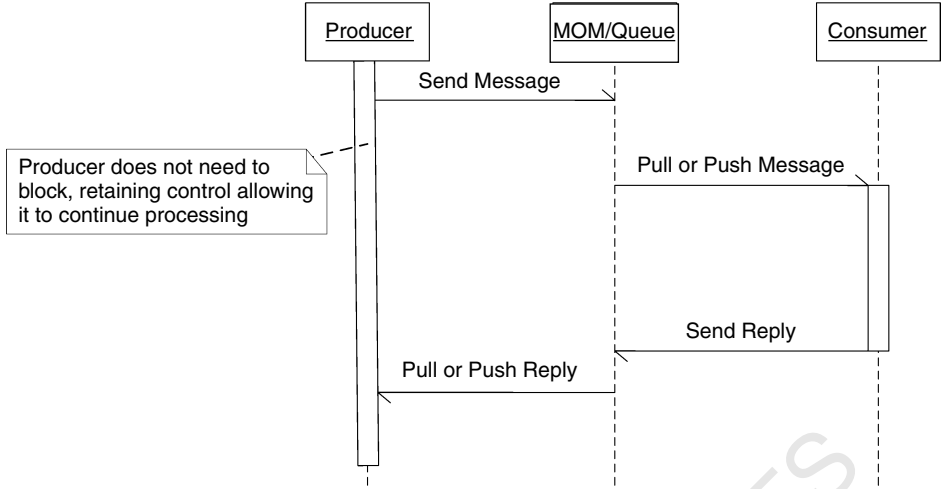 Producer
MOM/Queue
Consumer
Send Message
Producer does not need to
block, retaining control allowing
it to continue processing
Pull or Push Message
Send Reply
Pull or Push Reply
ES